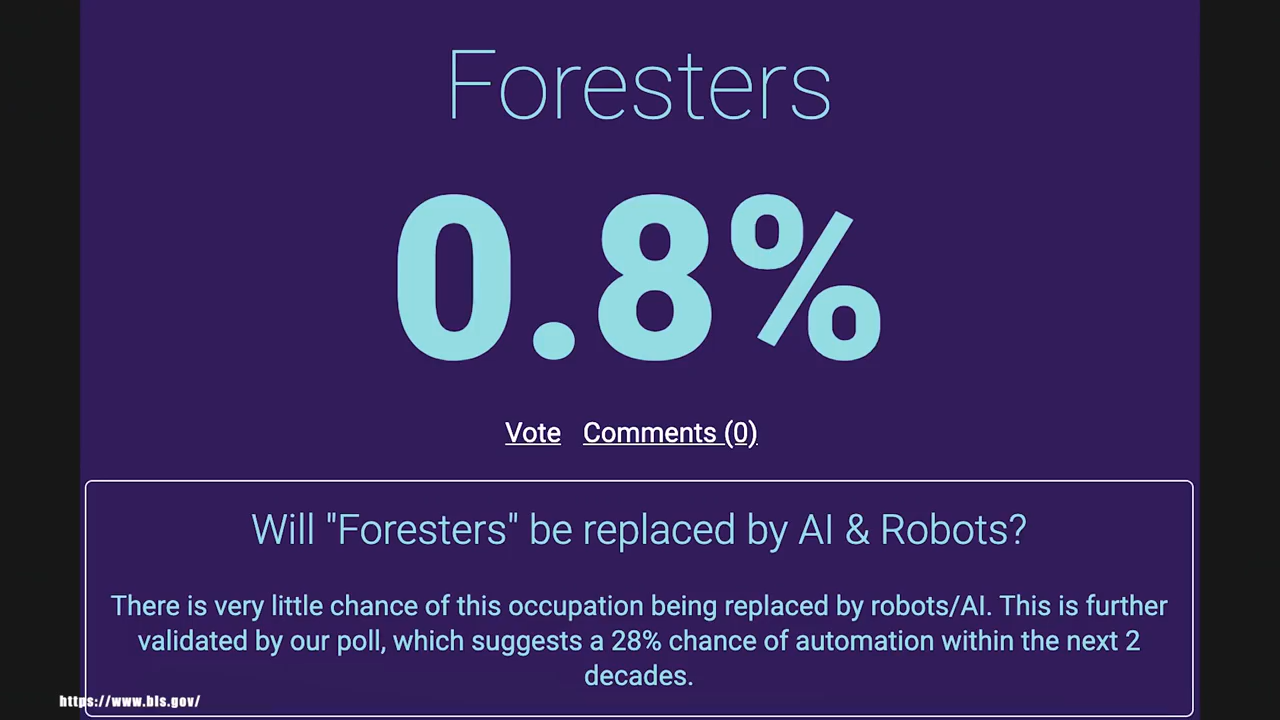 Foresters
0.8%
Vote Comments (0)
Will "Foresters" be replaced by AI & Robots?
There is very little chance of this occupation being replaced by robots/AI. This is further
validated by our poll, which suggests a 28% chance of automation within the next 2
decades.
https://www.bls.gov/